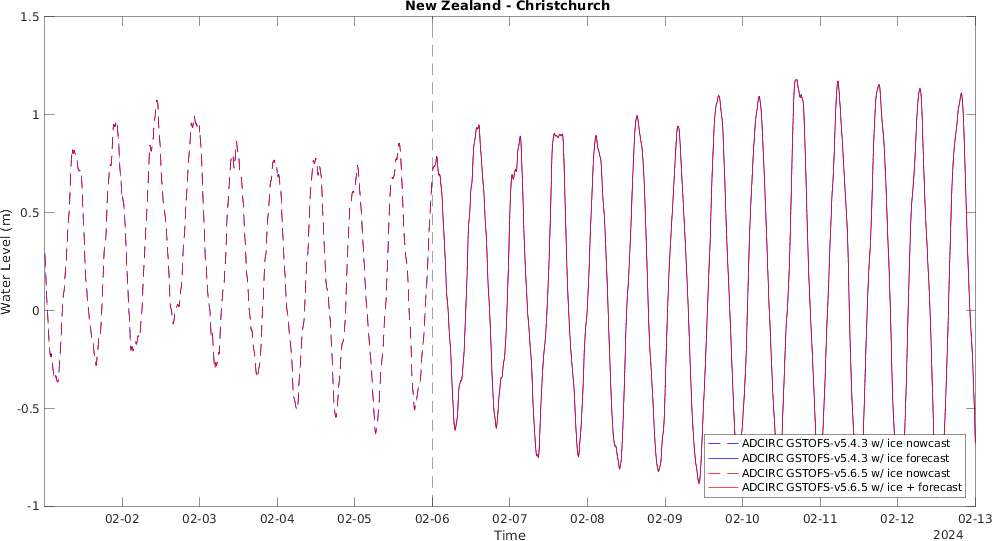 New Zealand - Christchurch
1.5
1
0.5
0
-0.5
-1
Water Level (m)
ADCIRC GSTOFS-v5.4.3 w/ ice nowcast
ADCIRC GSTOFS-v5.4.3 w/ ice forecast
ADCIRC GSTOFS-v5.6.5 w/ ice nowcast
ADCIRC GSTOFS-v5.6.5 w/ ice + forecast
02-02 02-03 02-04 02-05 02-06 02-07 02-08 02-09 02-10 02-11 02-12 02-13
Time
2024